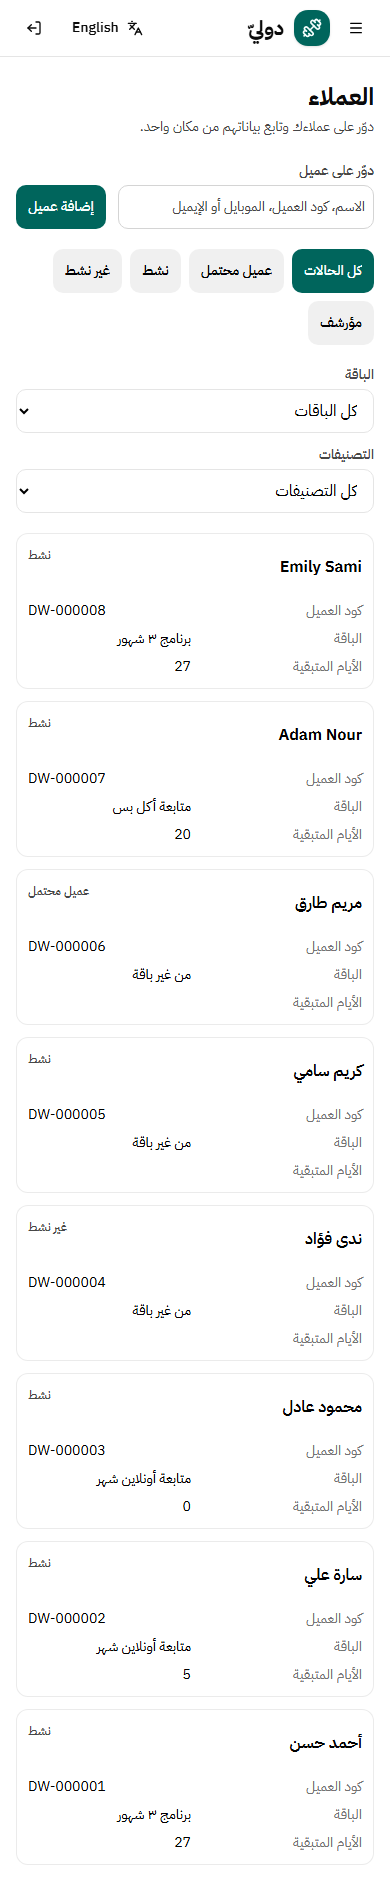 دوليّ
English
العملاء
دوّر على عملاءك وتابع بياناتهم من مكان واحد.
دوّر على عميل
الاسم، كود العميل، الموبايل أو الإيميل
إضافة عميل
كل الحالات
عميل محتمل
نشط
غير نشط
مؤرشف
الباقة
كل الباقات
التصنيفات
كل التصنيفات
Emily Sami
نشط
كود العميل DW-000008
الباقة برنامج ٣ شهور
الأيام المتبقية 27
Adam Nour
نشط
كود العميل DW-000007
الباقة متابعة أكل بس
الأيام المتبقية 20
مريم طارق
عميل محتمل
كود العميل DW-000006
الباقة من غير باقة
الأيام المتبقية
كريم سامي
نشط
كود العميل DW-000005
الباقة من غير باقة
الأيام المتبقية
ندى فؤاد
غير نشط
كود العميل DW-000004
الباقة من غير باقة
الأيام المتبقية
محمود عادل
نشط
كود العميل DW-000003
الباقة متابعة أونلاين شهر
الأيام المتبقية 0
سارة علي
نشط
كود العميل DW-000002
الباقة متابعة أونلاين شهر
الأيام المتبقية 5
أحمد حسن
نشط
كود العميل DW-000001
الباقة برنامج ٣ شهور
الأيام المتبقية 27